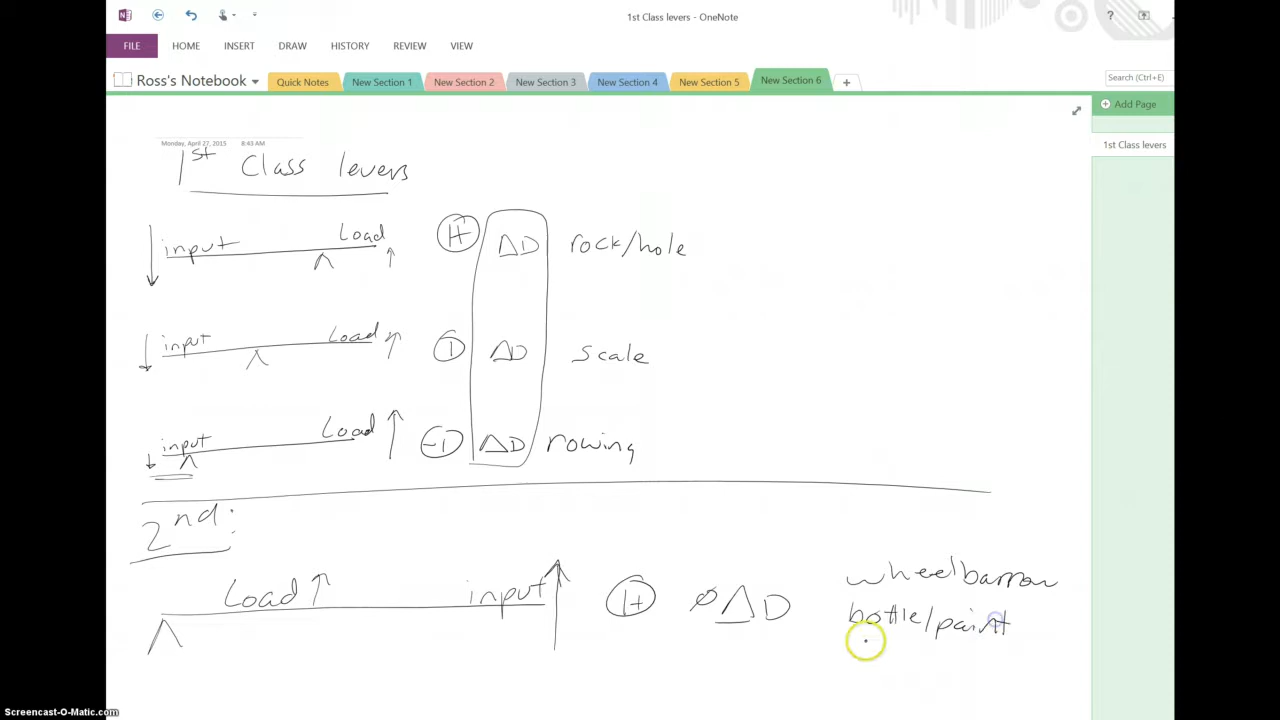 1st Class levers - OneNote
?
FILE HOME INSERT DRAW HISTORY REVIEW VIEW
Ross's Notebook Quick Notes New Section 1 New Section 2 New Section 3 New Section 4 New Section 5 New Section 6 + Search (Ctrl+E)
Add Page
1st Class levers
Monday, April 27, 2015 8:43 AM
1st Class levers
input Load ΔD rock/hole
input Load ΔD scale
input Load ΔD rowing
2nd:
Load input ΔD wheelbarrow
bottle/paint
Screencast-O-Matic.com